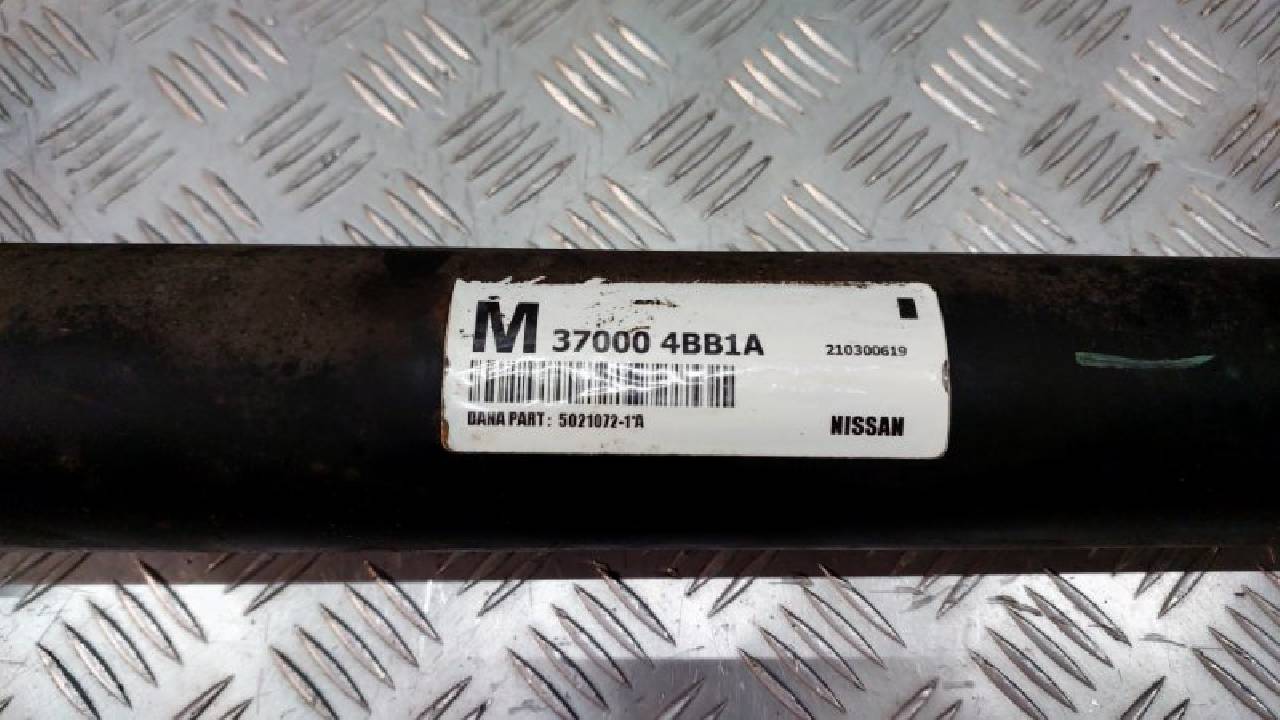 M 37000 4BB1A
210300619
DANA PART: 5021072-1*A
NISSAN